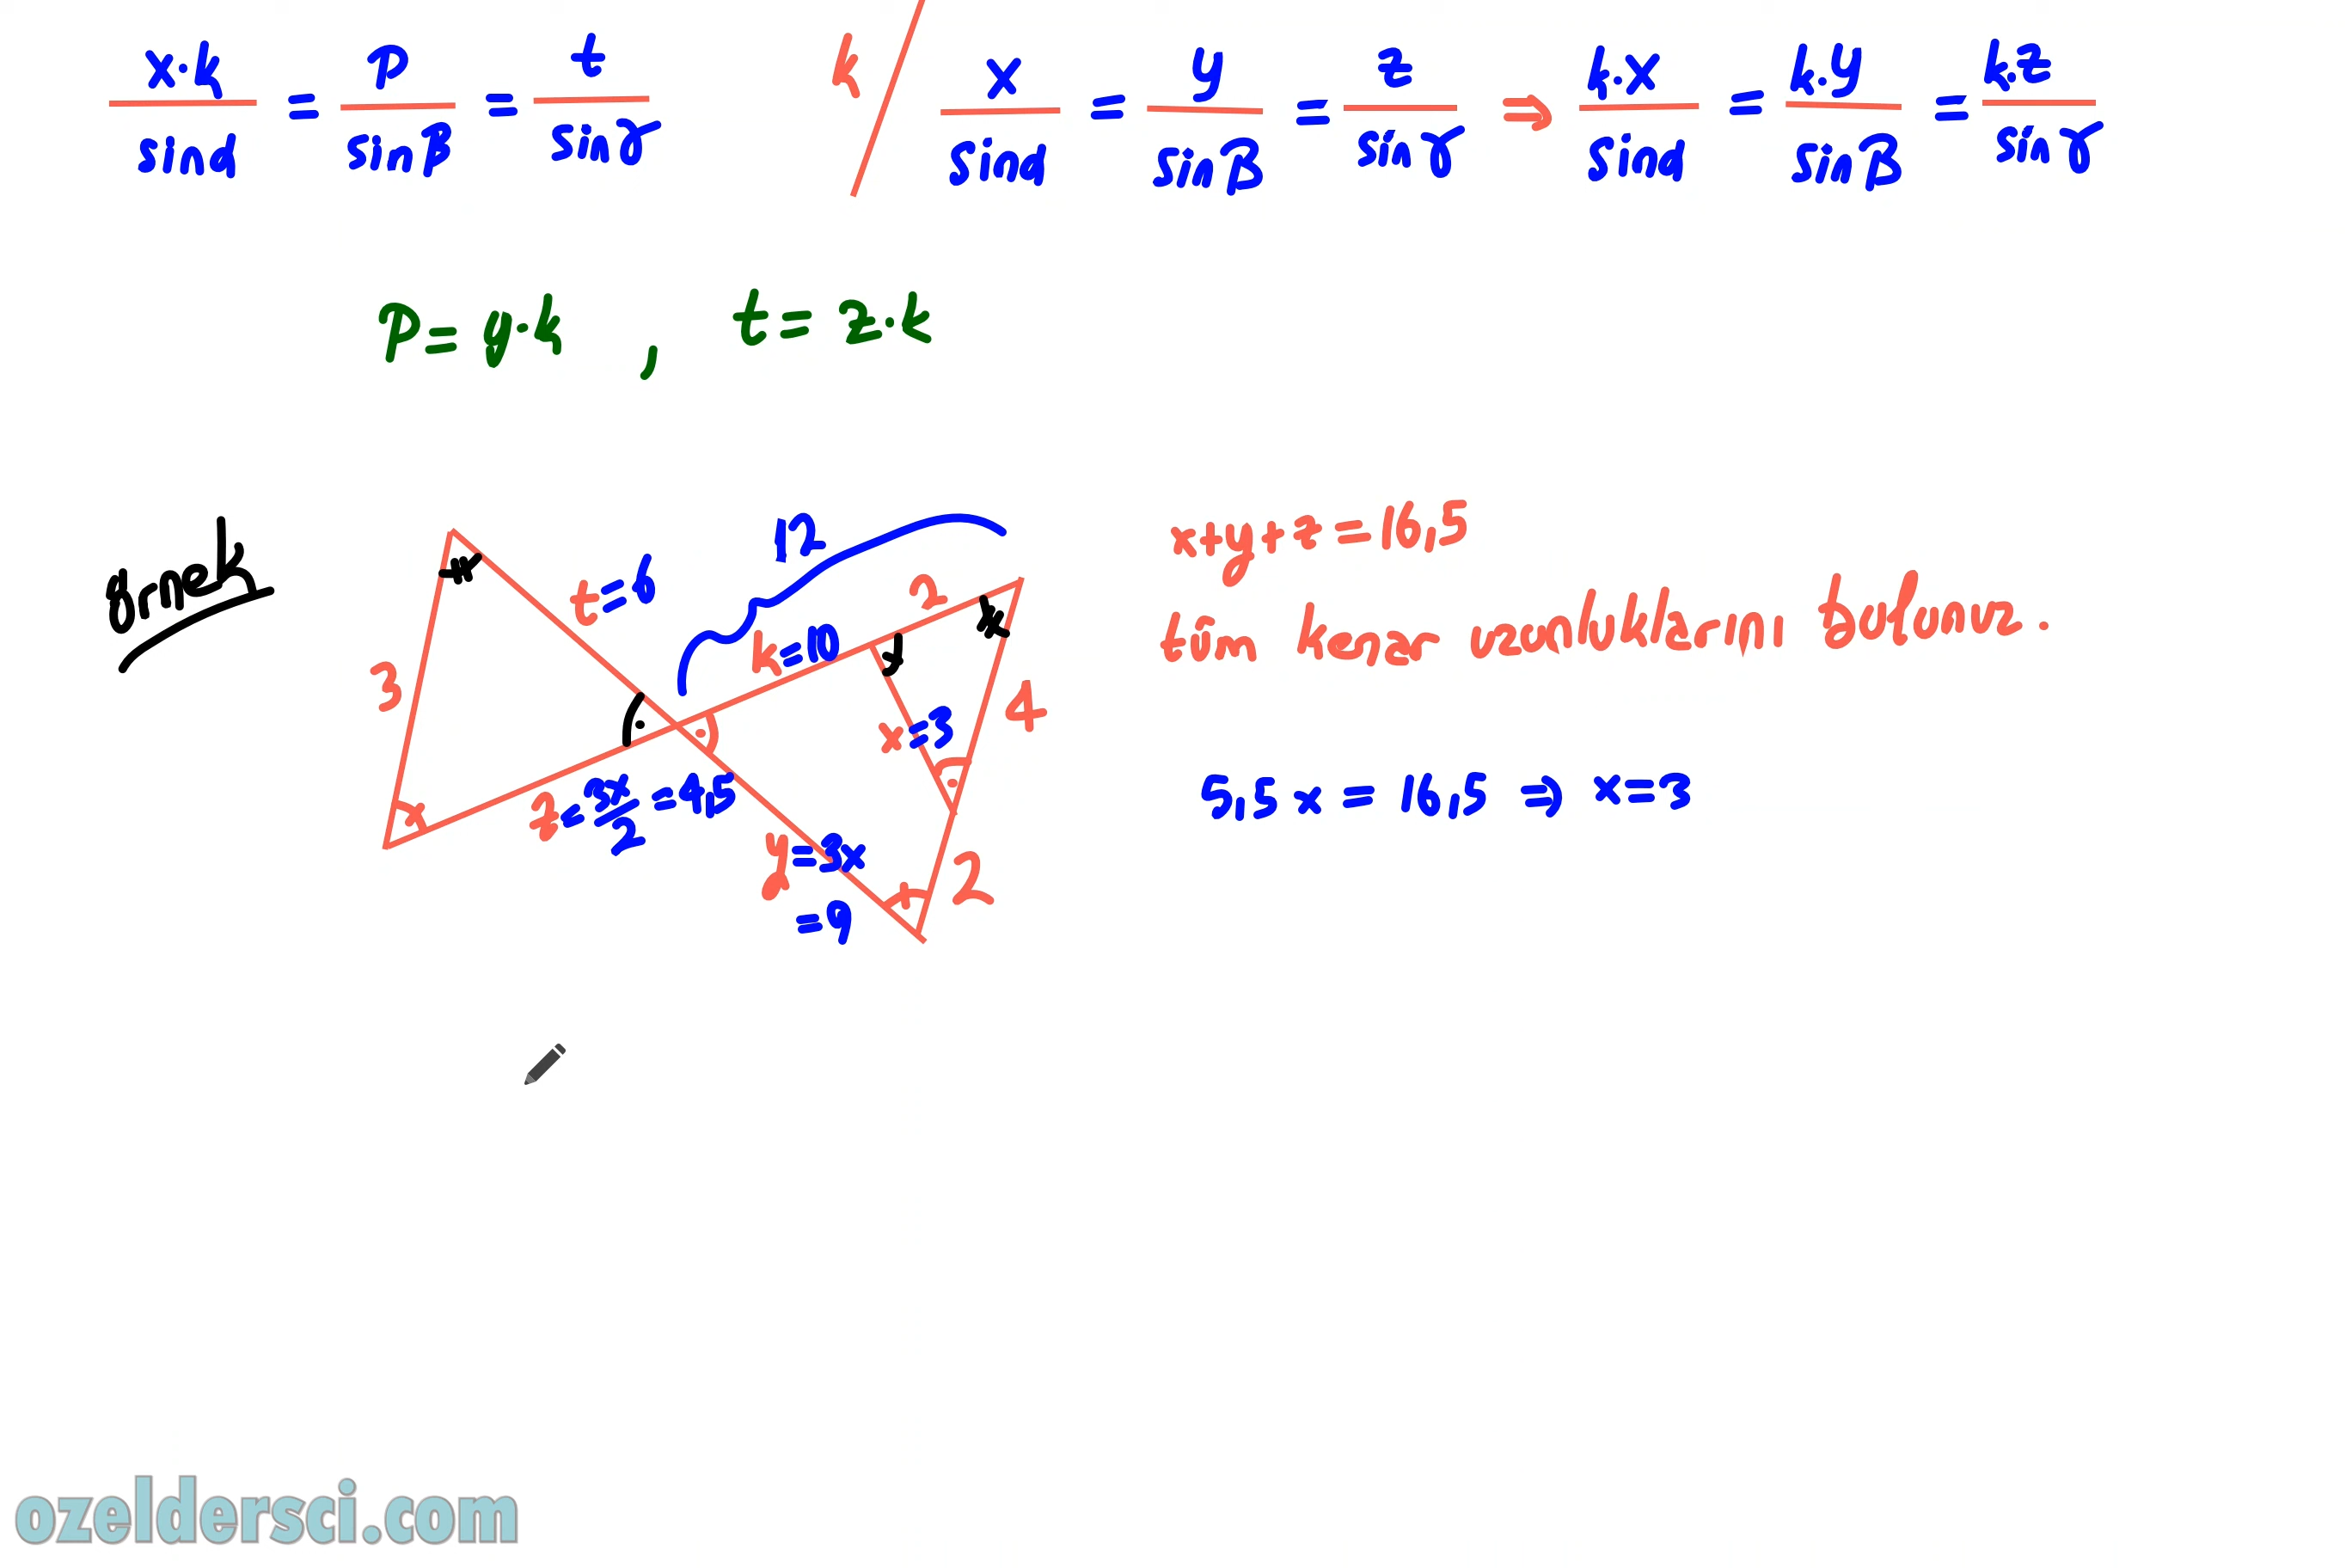 x·k/sinα = p/sinβ = t/sinγ
k / x/sinα = y/sinβ = z/sinγ ⇒ k·x/sinα = k·y/sinβ = k·z/sinγ
p = y·k , t = z·k
örnek
12
x+y+z=16,5
t=6
2
tüm kenar uzunluklarını bulunuz.
k=10
3
4
x=3
z=3x/2=4,5
5,5x = 16,5 ⇒ x=3
y=3x
=9
2
ozeldersci.com